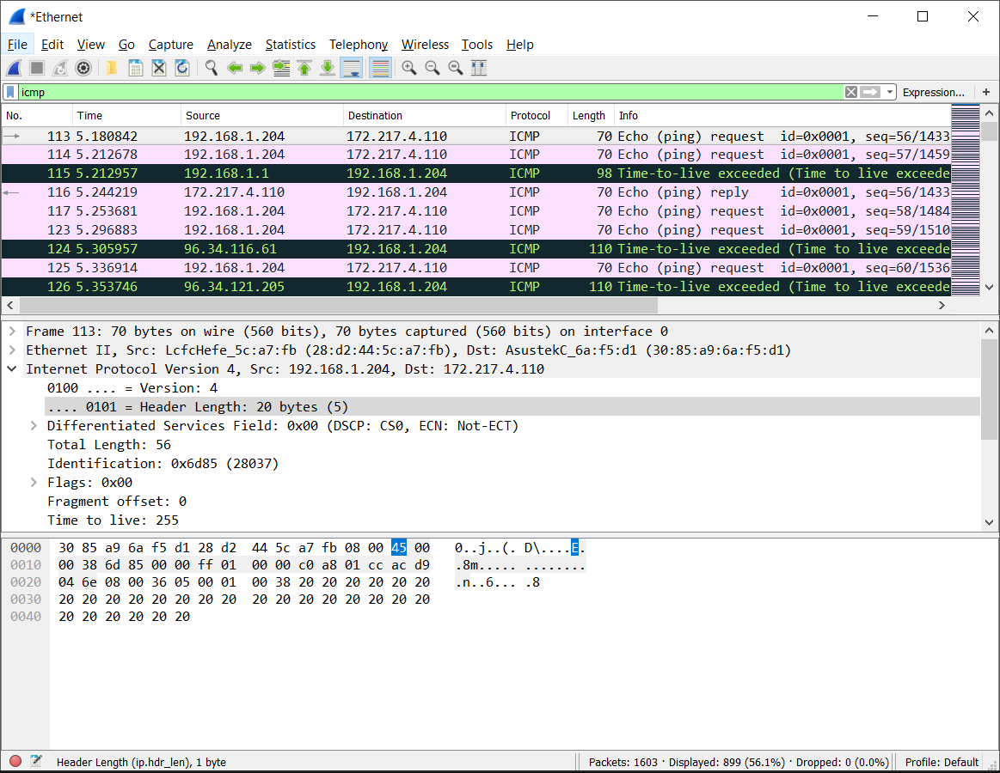 *Ethernet
File Edit View Go Capture Analyze Statistics Telephony Wireless Tools Help
icmp Expression... +
No. Time Source Destination Protocol Length Info
113 5.180842 192.168.1.204 172.217.4.110 ICMP 70 Echo (ping) request id=0x0001, seq=56/1433
114 5.212678 192.168.1.204 172.217.4.110 ICMP 70 Echo (ping) request id=0x0001, seq=57/1459
115 5.212957 192.168.1.1 192.168.1.204 ICMP 98 Time-to-live exceeded (Time to live exceede
116 5.244219 172.217.4.110 192.168.1.204 ICMP 70 Echo (ping) reply id=0x0001, seq=56/1433
117 5.253681 192.168.1.204 172.217.4.110 ICMP 70 Echo (ping) request id=0x0001, seq=58/1484
123 5.296883 192.168.1.204 172.217.4.110 ICMP 70 Echo (ping) request id=0x0001, seq=59/1510
124 5.305957 96.34.116.61 192.168.1.204 ICMP 110 Time-to-live exceeded (Time to live exceede
125 5.336914 192.168.1.204 172.217.4.110 ICMP 70 Echo (ping) request id=0x0001, seq=60/1536
126 5.353746 96.34.121.205 192.168.1.204 ICMP 110 Time-to-live exceeded (Time to live exceede
Frame 113: 70 bytes on wire (560 bits), 70 bytes captured (560 bits) on interface 0
Ethernet II, Src: LcfcHefe_5c:a7:fb (28:d2:44:5c:a7:fb), Dst: AsustekC_6a:f5:d1 (30:85:a9:6a:f5:d1)
Internet Protocol Version 4, Src: 192.168.1.204, Dst: 172.217.4.110
0100 .... = Version: 4
.... 0101 = Header Length: 20 bytes (5)
Differentiated Services Field: 0x00 (DSCP: CS0, ECN: Not-ECT)
Total Length: 56
Identification: 0x6d85 (28037)
Flags: 0x00
Fragment offset: 0
Time to live: 255
0000 30 85 a9 6a f5 d1 28 d2 44 5c a7 fb 08 00 45 00 0..j..(. D\....E.
0010 00 38 6d 85 00 00 ff 01 00 00 c0 a8 01 cc ac d9 .8m..... ........
0020 04 6e 08 00 36 05 00 01 00 38 20 20 20 20 20 20 .n..6... .8
0030 20 20 20 20 20 20 20 20 20 20 20 20 20 20 20 20
0040 20 20 20 20 20 20
Header Length (ip.hdr_len), 1 byte Packets: 1603 · Displayed: 899 (56.1%) · Dropped: 0 (0.0%) Profile: Default